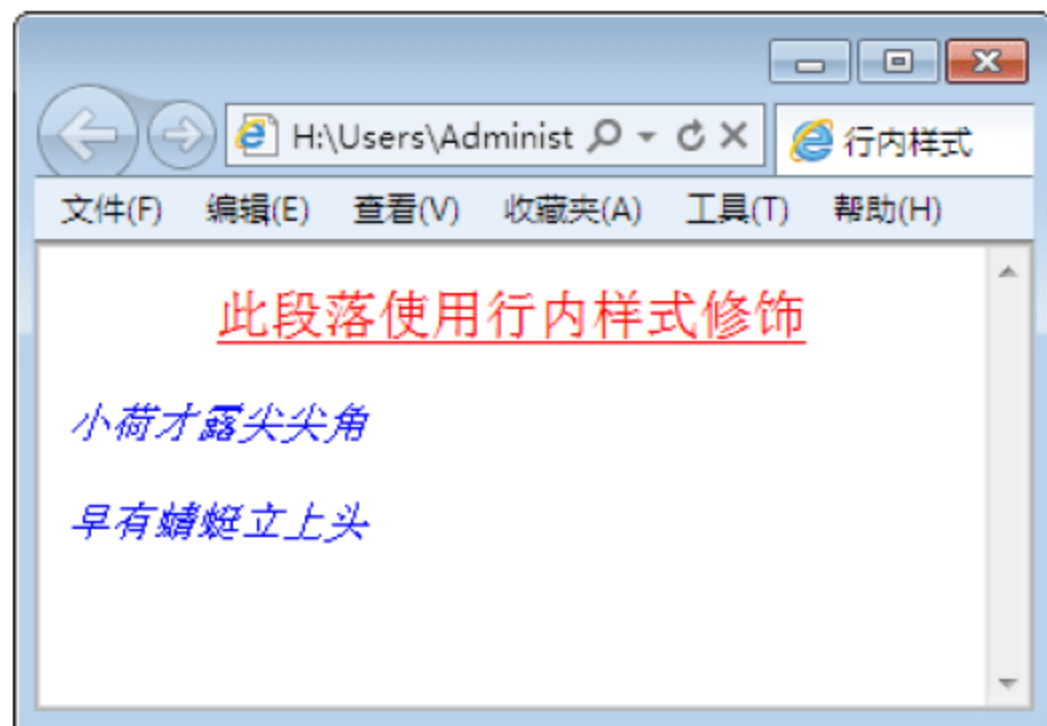 H:\Users\Administ
行内样式
文件(F) 编辑(E) 查看(V) 收藏夹(A) 工具(T) 帮助(H)
此段落使用行内样式修饰
小荷才露尖尖角
早有蜻蜓立上头